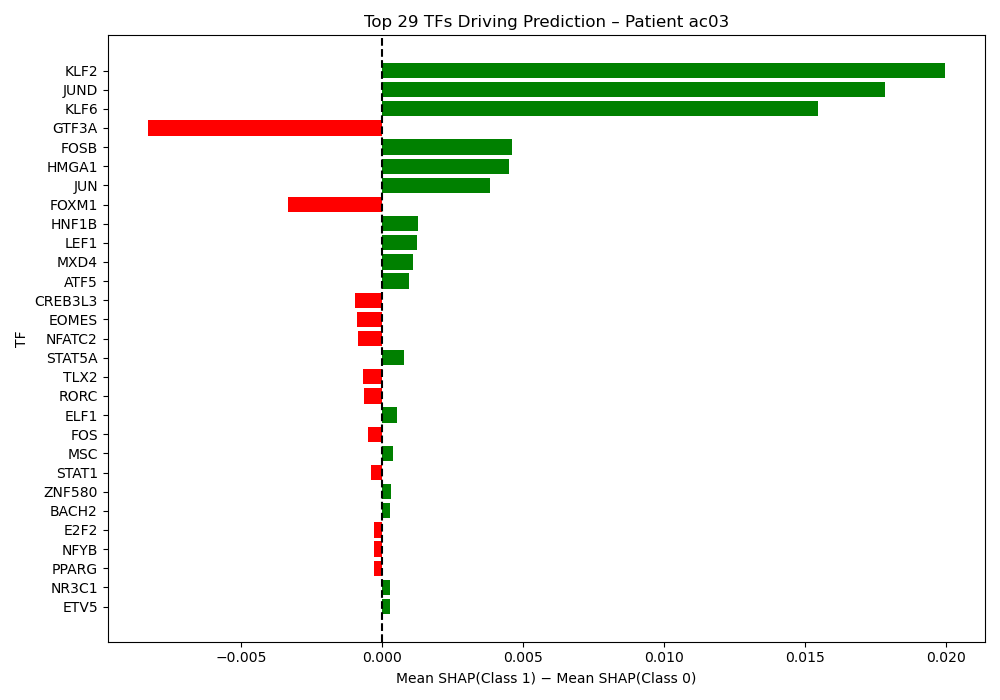 Top 29 TFs Driving Prediction – Patient ac03
TF
KLF2
JUND
KLF6
GTF3A
FOSB
HMGA1
JUN
FOXM1
HNF1B
LEF1
MXD4
ATF5
CREB3L3
EOMES
NFATC2
STAT5A
TLX2
RORC
ELF1
FOS
MSC
STAT1
ZNF580
BACH2
E2F2
NFYB
PPARG
NR3C1
ETV5
−0.005 0.000 0.005 0.010 0.015 0.020
Mean SHAP(Class 1) − Mean SHAP(Class 0)